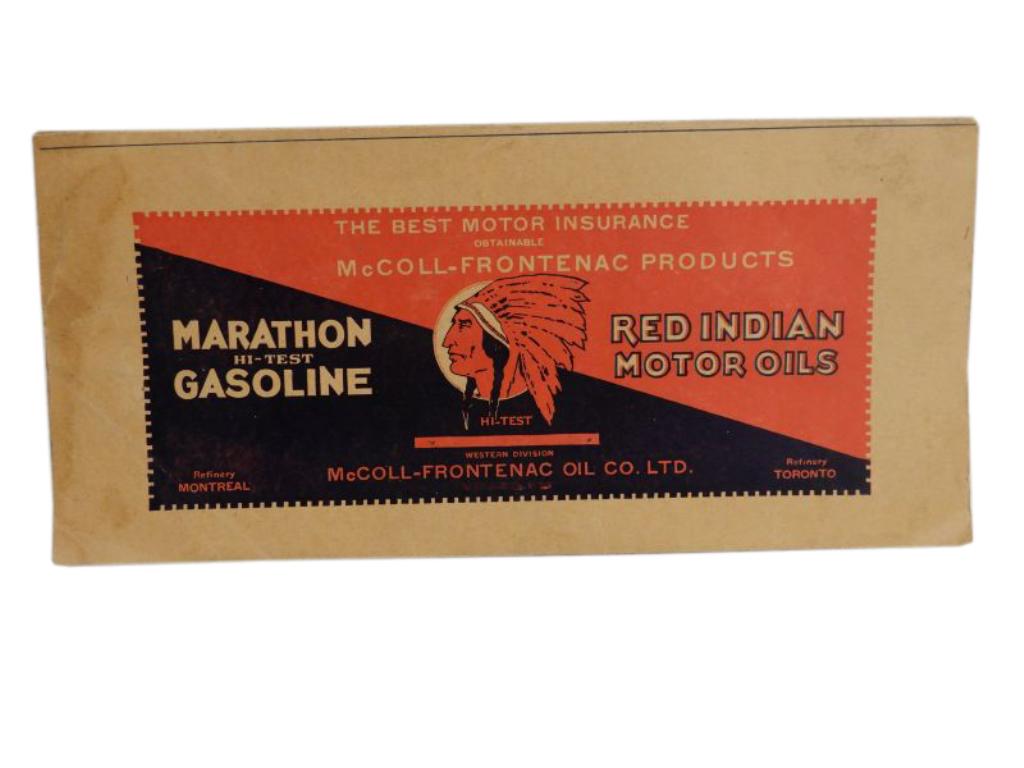 THE BEST MOTOR INSURANCE
OBTAINABLE
McCOLL-FRONTENAC PRODUCTS
MARATHON
HI-TEST
GASOLINE
RED INDIAN
MOTOR OILS
HI-TEST
WESTERN DIVISION
McCOLL-FRONTENAC OIL CO. LTD.
Refinery
MONTREAL
Refinery
TORONTO